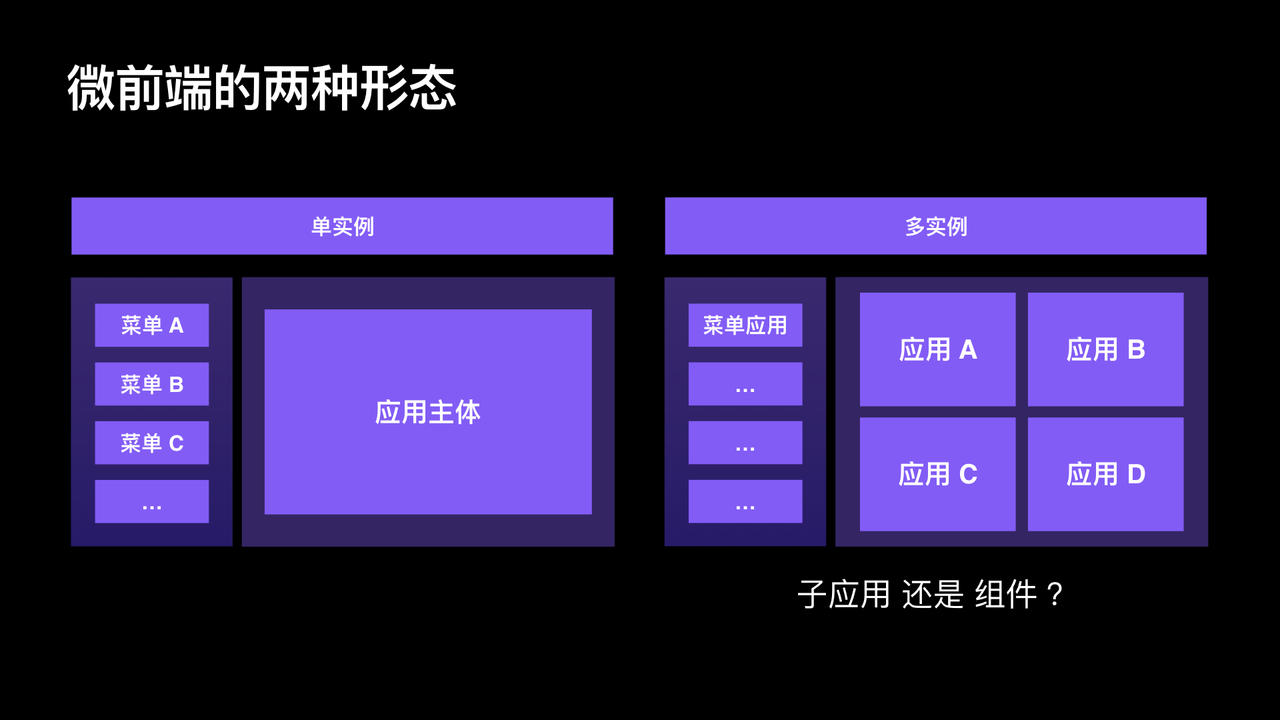 微前端的两种形态
单实例
菜单 A
菜单 B
菜单 C
...
应用主体
多实例
菜单应用
...
...
...
应用 A
应用 B
应用 C
应用 D
子应用 还是 组件 ?